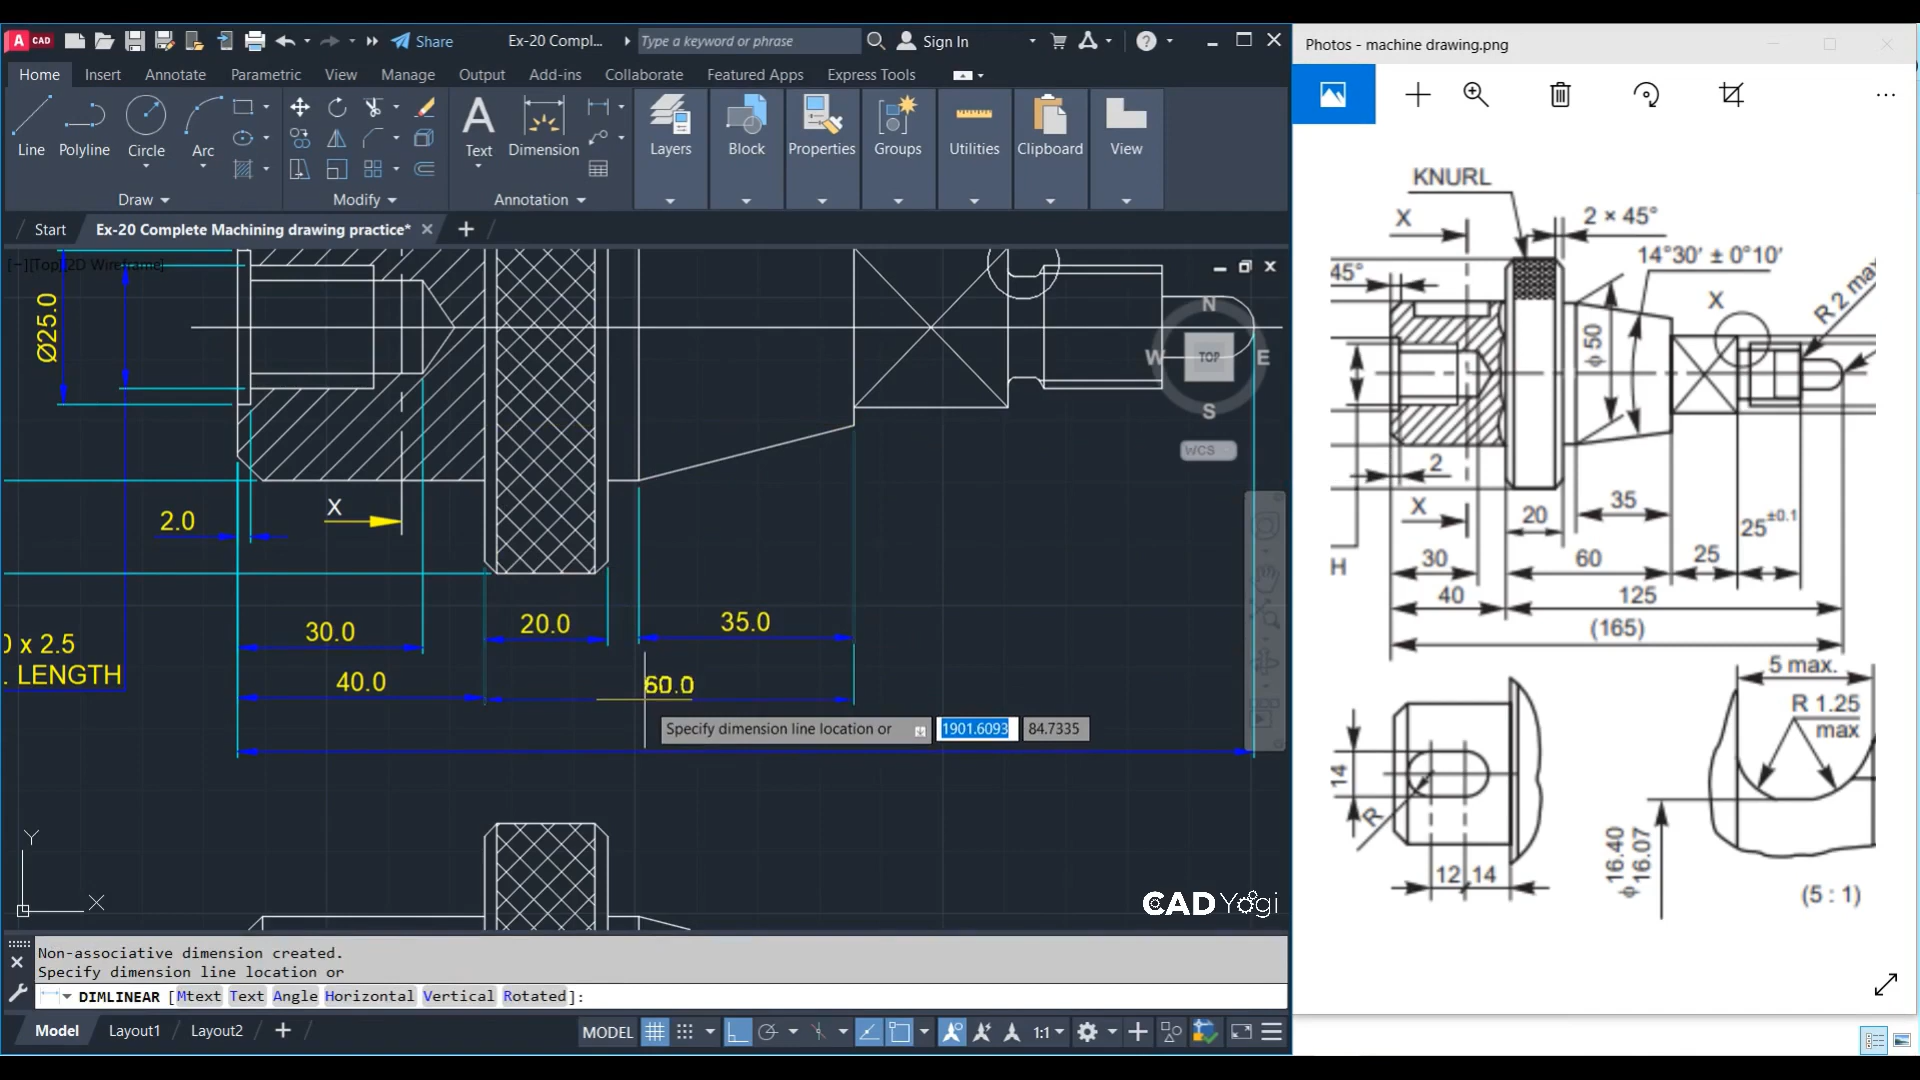 A CAD
Share
Ex-20 Compl...
Type a keyword or phrase
Sign In
Photos - machine drawing.png
Home Insert Annotate Parametric View Manage Output Add-ins Collaborate Featured Apps Express Tools
Line Polyline Circle Arc
Text Dimension
Layers Block Properties Groups Utilities Clipboard View
Draw Modify Annotation
Start Ex-20 Complete Machining drawing practice*
[−][Top][2D Wireframe]
Ø25.0
N
W TOP E
S
WCS
X
2.0
30.0
20.0
35.0
40.0
60.0
0 x 2.5
. LENGTH
Specify dimension line location or 1901.6093 84.7335
Y
X
CAD Yogi
Non-associative dimension created.
Specify dimension line location or
DIMLINEAR [Mtext Text Angle Horizontal Vertical Rotated]:
Model Layout1 Layout2
MODEL 1:1
KNURL
X
2 × 45°
14°30′ ± 0°10′
45°
X
R 2 max
ϕ 50
2
X
20
35
25±0.1
H
30
60
25
40
125
(165)
5 max.
R 1.25
max
14
R
12 14
ϕ 16.40
16.07
(5 : 1)